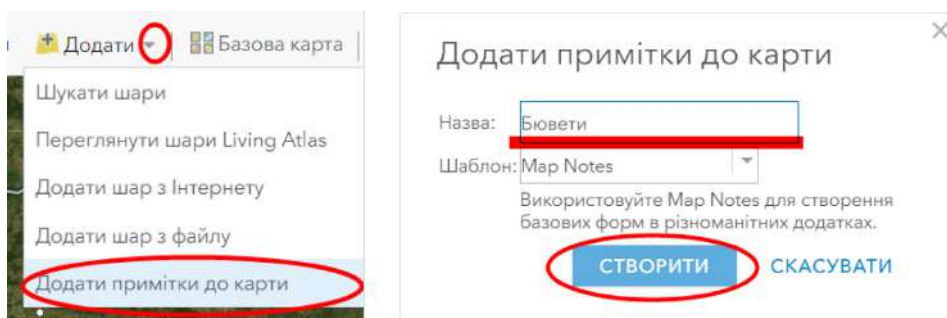 Додати
Базова карта
Шукати шари
Переглянути шари Living Atlas
Додати шар з Інтернету
Додати шар з файлу
Додати примітки до карти
Додати примітки до карти
Назва: Бювети
Шаблон: Map Notes
Використовуйте Map Notes для створення
базових форм в різноманітних додатках.
СТВОРИТИ
СКАСУВАТИ